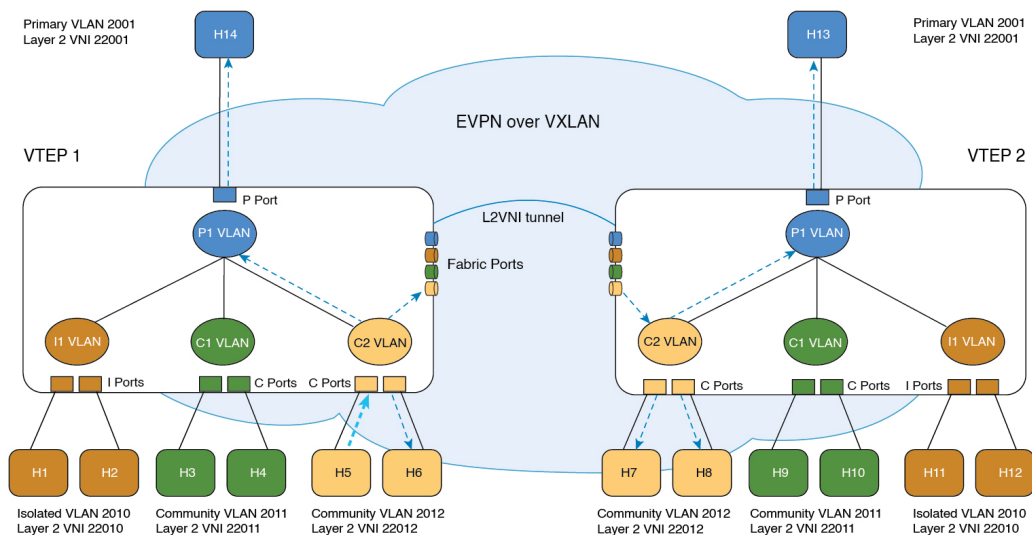 Primary VLAN 2001
Layer 2 VNI 22001
H14
H13
Primary VLAN 2001
Layer 2 VNI 22001
EVPN over VXLAN
VTEP 1
VTEP 2
P Port
P Port
P1 VLAN
L2VNI tunnel
P1 VLAN
Fabric Ports
I1 VLAN
C1 VLAN
C2 VLAN
C2 VLAN
C1 VLAN
I1 VLAN
I Ports
C Ports
C Ports
C Ports
C Ports
I Ports
H1
H2
H3
H4
H5
H6
H7
H8
H9
H10
H11
H12
Isolated VLAN 2010
Layer 2 VNI 22010
Community VLAN 2011
Layer 2 VNI 22011
Community VLAN 2012
Layer 2 VNI 22012
Community VLAN 2012
Layer 2 VNI 22012
Community VLAN 2011
Layer 2 VNI 22011
Isolated VLAN 2010
Layer 2 VNI 22010